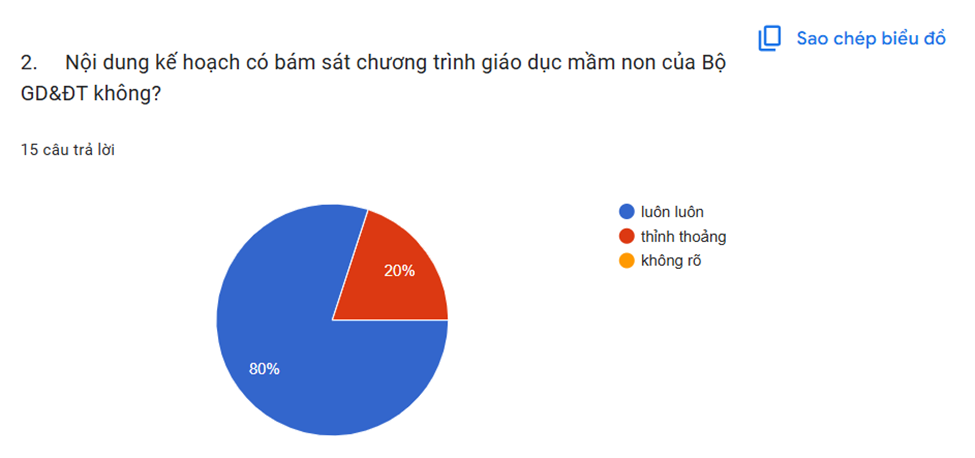 Sao chép biểu đồ
2. Nội dung kế hoạch có bám sát chương trình giáo dục mầm non của Bộ
GD&ĐT không?
15 câu trả lời
luôn luôn
thỉnh thoảng
không rõ
20%
80%